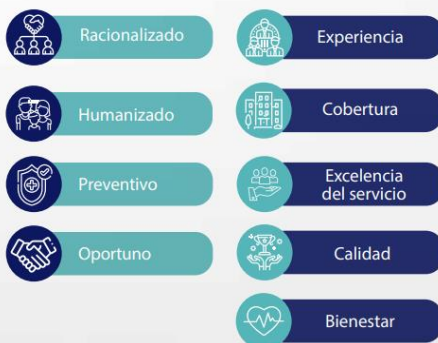 Racionalizado
Humanizado
Preventivo
Oportuno
Experiencia
Cobertura
Excelencia
del servicio
Calidad
Bienestar